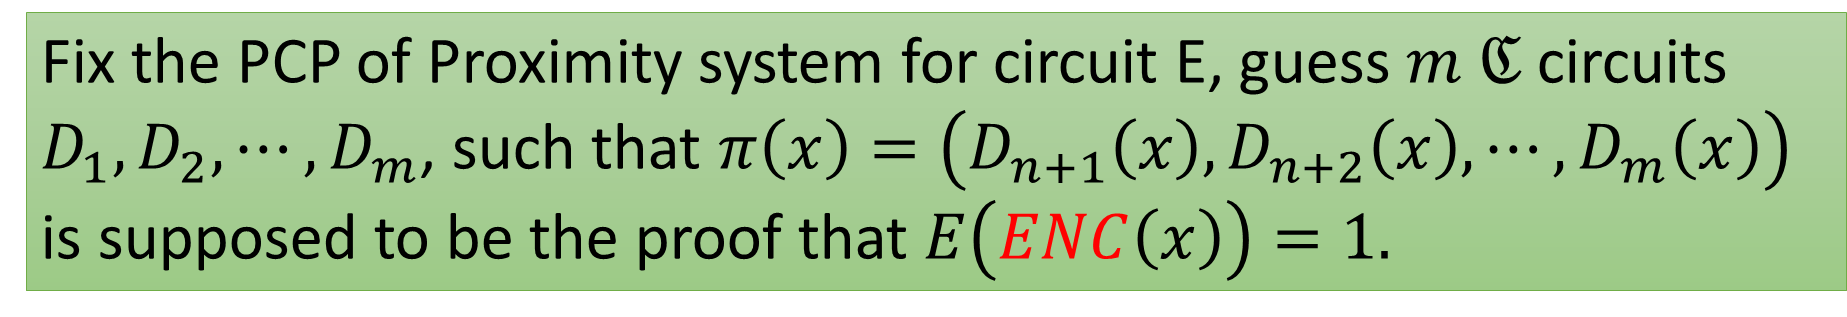 Fix the PCP of Proximity system for circuit E, guess 𝑚 ℭ circuits
𝐷₁, 𝐷₂, ⋯ , 𝐷ₘ, such that 𝜋(𝑥) = (𝐷ₙ₊₁(𝑥), 𝐷ₙ₊₂(𝑥), ⋯ , 𝐷ₘ(𝑥))
is supposed to be the proof that 𝐸(𝐸𝑁𝐶(𝑥)) = 1.